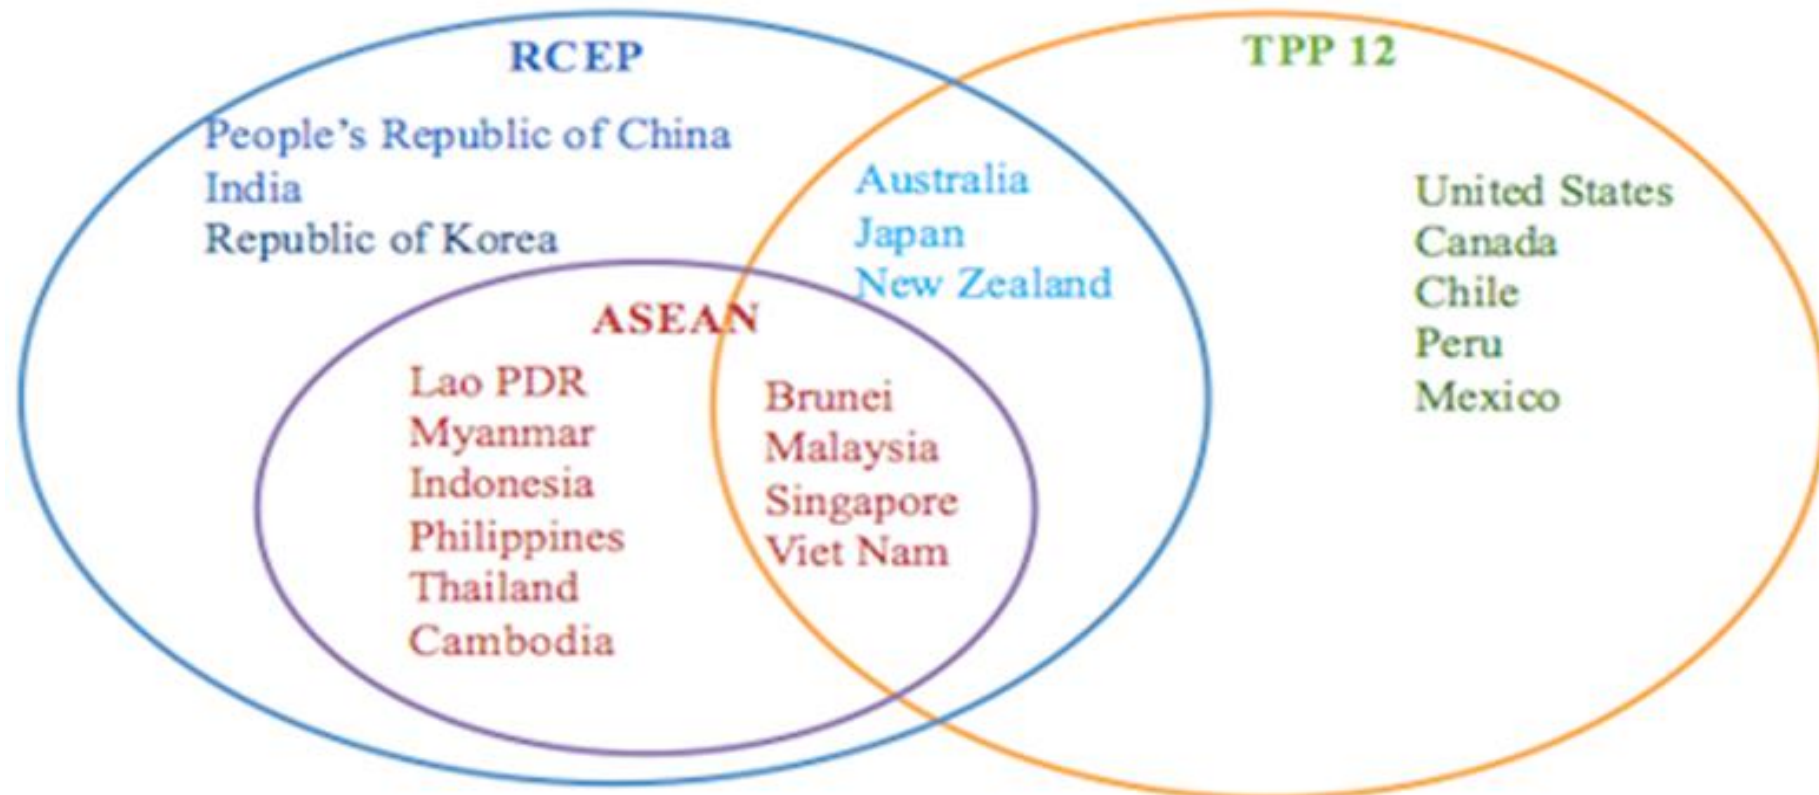 RCEP
People’s Republic of China
India
Republic of Korea
ASEAN
Lao PDR
Myanmar
Indonesia
Philippines
Thailand
Cambodia
Brunei
Malaysia
Singapore
Viet Nam
Australia
Japan
New Zealand
TPP 12
United States
Canada
Chile
Peru
Mexico